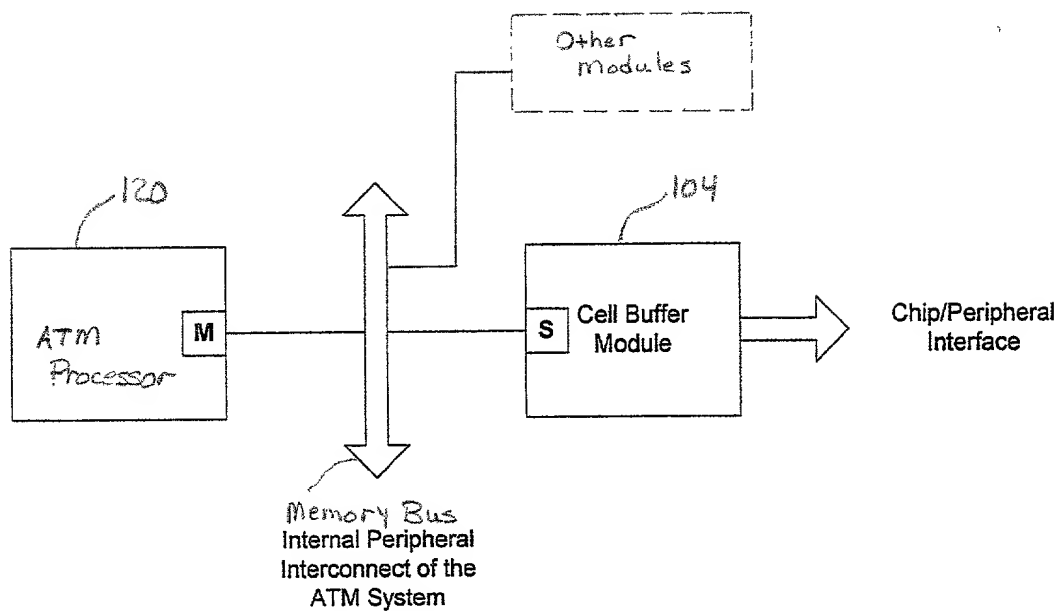 Other
modules
120
104
ATM
Processor
M
S
Cell Buffer
Module
Chip/Peripheral
Interface
Memory Bus
Internal Peripheral
Interconnect of the
ATM System